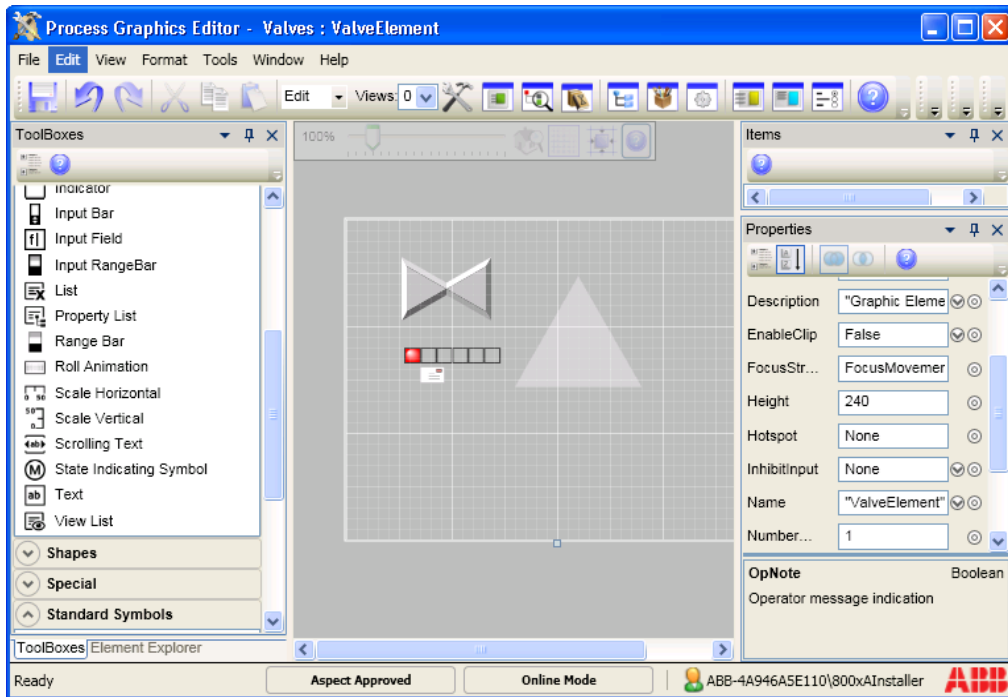 Process Graphics Editor - Valves : ValveElement
File Edit View Format Tools Window Help
Edit Views: 0
ToolBoxes
Indicator
Input Bar
Input Field
Input RangeBar
List
Property List
Range Bar
Roll Animation
Scale Horizontal
Scale Vertical
Scrolling Text
State Indicating Symbol
Text
View List
Shapes
Special
Standard Symbols
ToolBoxes Element Explorer
100%
Items
Properties
Description "Graphic Eleme
EnableClip False
FocusStr... FocusMovemer
Height 240
Hotspot None
InhibitInput None
Name "ValveElement"
Number... 1
OpNote Boolean
Operator message indication
Ready Aspect Approved Online Mode ABB-4A946A5E110\800xAInstaller ABB